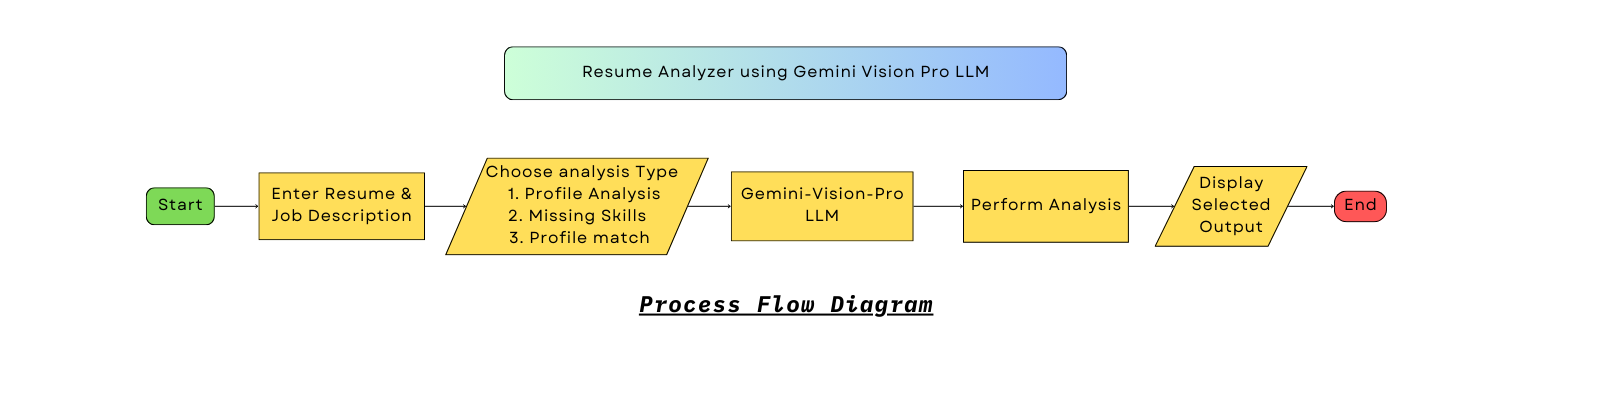 Resume Analyzer using Gemini Vision Pro LLM
Start
Enter Resume &
Job Description
Choose analysis Type
1. Profile Analysis
2. Missing Skills
3. Profile match
Gemini-Vision-Pro
LLM
Perform Analysis
Display
Selected
Output
End
Process Flow Diagram